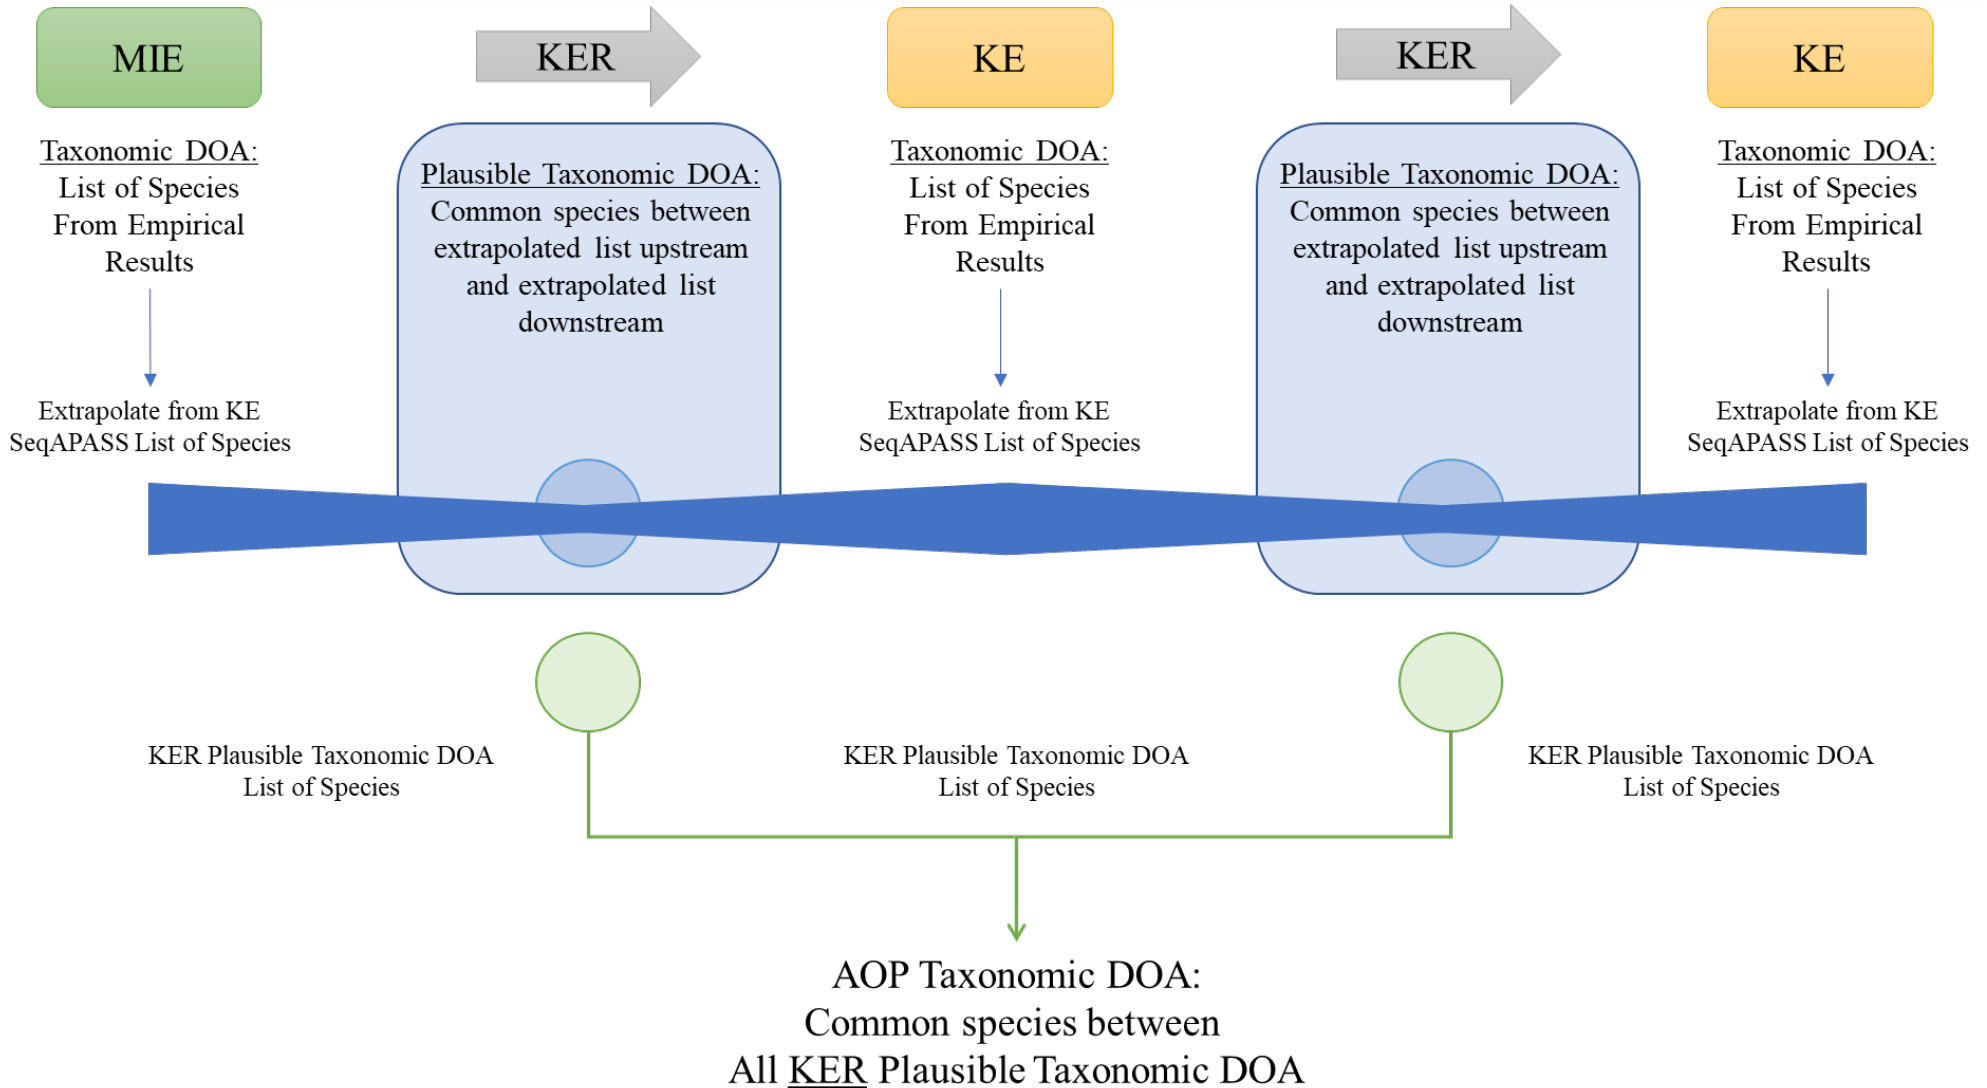 MIE
KER
KE
KER
KE
Taxonomic DOA:
List of Species
From Empirical
Results
Extrapolate from KE
SeqAPASS List of Species
Plausible Taxonomic DOA:
Common species between
extrapolated list upstream
and extrapolated list
downstream
Taxonomic DOA:
List of Species
From Empirical
Results
Extrapolate from KE
SeqAPASS List of Species
Plausible Taxonomic DOA:
Common species between
extrapolated list upstream
and extrapolated list
downstream
Taxonomic DOA:
List of Species
From Empirical
Results
Extrapolate from KE
SeqAPASS List of Species
KER Plausible Taxonomic DOA
List of Species
KER Plausible Taxonomic DOA
List of Species
KER Plausible Taxonomic DOA
List of Species
AOP Taxonomic DOA:
Common species between
All KER Plausible Taxonomic DOA